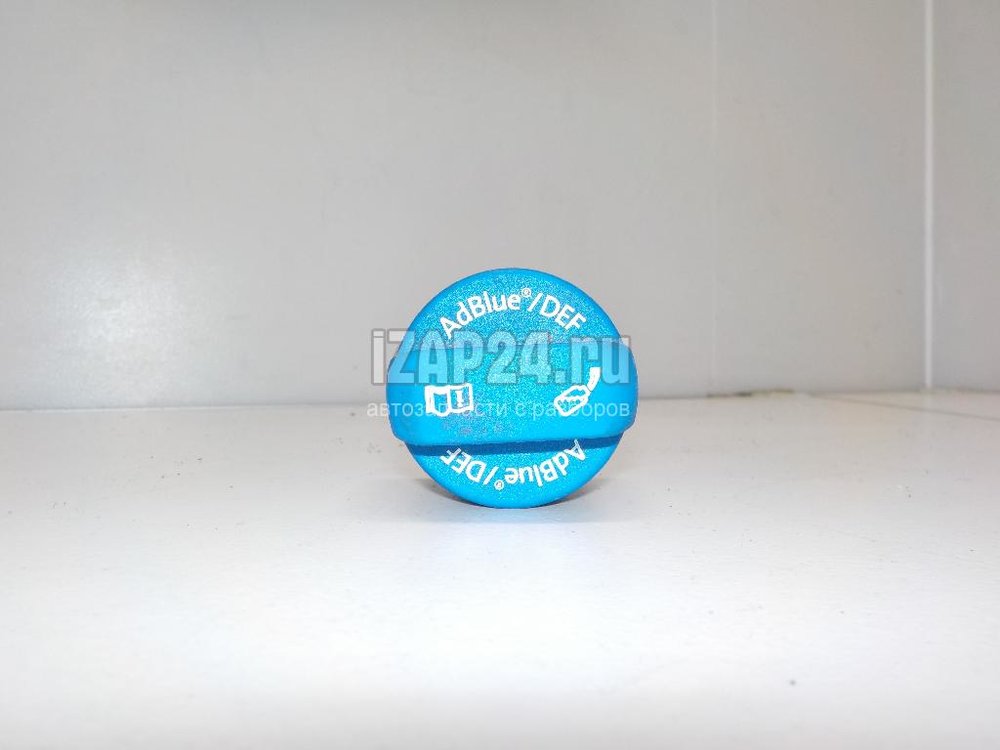 AdBlue®/DEF
iZAP24.ru
автозапчасти с разборов
AdBlue®/DEF